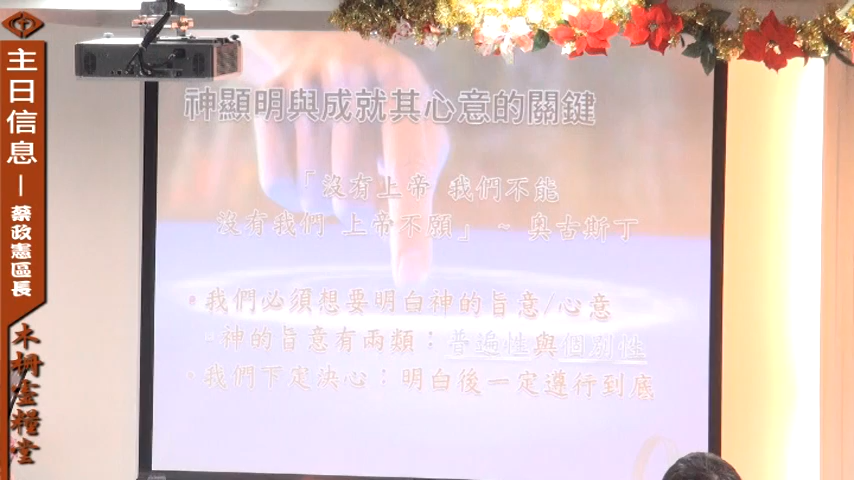 主日信息－蔡政憲區長
木柵靈糧堂
神顯明與成就其心意的關鍵
「沒有上帝 我們不能
沒有我們 上帝不願」 ~ 奧古斯丁
•我們必須想要明白神的旨意/心意
-神的旨意有兩類：普遍性與個別性
•我們下定決心：明白後一定遵行到底